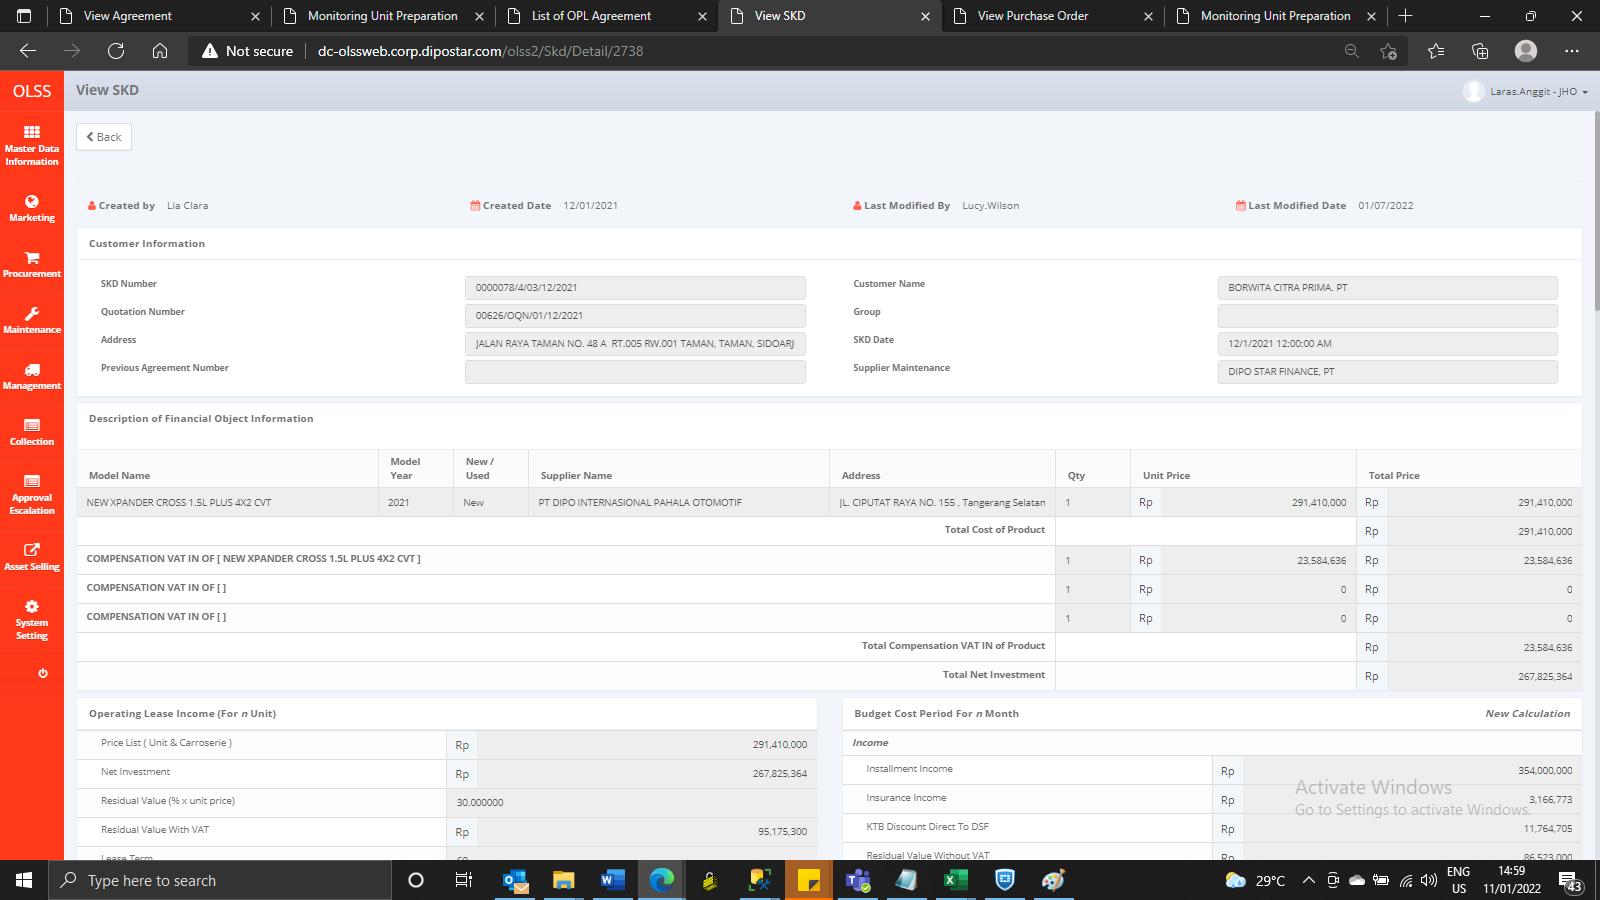 View Agreement
Monitoring Unit Preparation
List of OPL Agreement
View SKD
View Purchase Order
Monitoring Unit Preparation
Not secure
dc-olssweb.corp.dipostar.com/olss2/Skd/Detail/2738
OLSS
View SKD
Laras.Anggit - JHO
Back
Master Data
Information
Marketing
Procurement
Maintenance
Management
Collection
Approval
Escalation
Asset Selling
System
Setting
Created by Lia Clara
Created Date 12/01/2021
Last Modified By Lucy.Wilson
Last Modified Date 01/07/2022
Customer Information
SKD Number 0000078/4/03/12/2021
Customer Name BORWITA CITRA PRIMA. PT
Quotation Number 00626/OQN/01/12/2021
Group
Address JALAN RAYA TAMAN NO. 48 A RT.005 RW.001 TAMAN, TAMAN, SIDOARJ
SKD Date 12/1/2021 12:00:00 AM
Previous Agreement Number
Supplier Maintenance DIPO STAR FINANCE, PT
Description of Financial Object Information
Model Name Model Year New / Used Supplier Name Address Qty Unit Price Total Price
NEW XPANDER CROSS 1.5L PLUS 4X2 CVT 2021 New PT DIPO INTERNASIONAL PAHALA OTOMOTIF JL. CIPUTAT RAYA NO. 155 , Tangerang Selatan 1 Rp 291,410,000 Rp 291,410,000
Total Cost of Product Rp 291,410,000
COMPENSATION VAT IN OF [ NEW XPANDER CROSS 1.5L PLUS 4X2 CVT ] 1 Rp 23,584,636 Rp 23,584,636
COMPENSATION VAT IN OF [ ] 1 Rp 0 Rp 0
COMPENSATION VAT IN OF [ ] 1 Rp 0 Rp 0
Total Compensation VAT IN of Product Rp 23,584,636
Total Net Investment Rp 267,825,364
Operating Lease Income (For n Unit)
Price List ( Unit & Carroserie ) Rp 291,410,000
Net Investment Rp 267,825,364
Residual Value (% x unit price) 30.000000
Residual Value With VAT Rp 95,175,300
Lease Term 60
Budget Cost Period For n Month New Calculation
Income
Installment Income Rp 354,000,000
Insurance Income Rp 3,166,773
KTB Discount Direct To DSF Rp 11,764,705
Residual Value Without VAT Rp 86,523,000
Activate Windows
Go to Settings to activate Windows.
Type here to search
29°C
ENG
US
14:59
11/01/2022
43